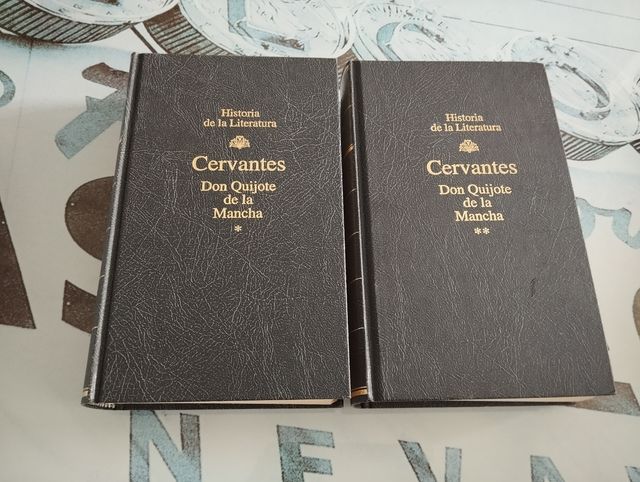 Historia
de la Literatura
Cervantes
Don Quijote
de la
Mancha
*
Historia
de la Literatura
Cervantes
Don Quijote
de la
Mancha
**
NEVA